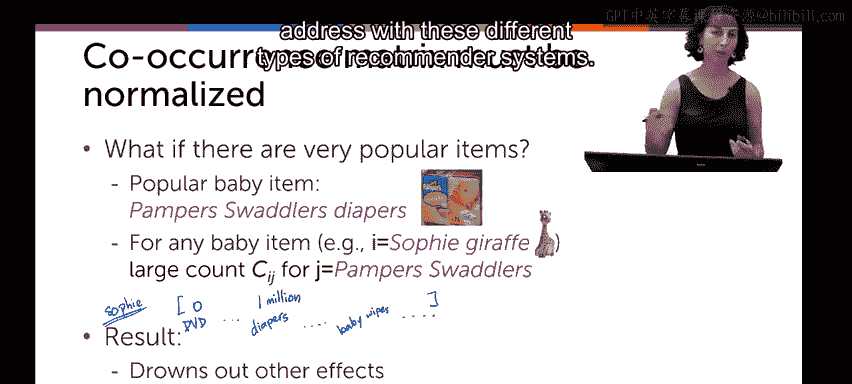 GPT中英字幕课程资源@bilibili.com
address with these different
types of recommender systems.
normalized
• What if there are very popular items?
- Popular baby item:
Pampers Swaddlers diapers
- For any baby item (e.g., i=Sophie giraffe )
large count Cij for j=Pampers Swaddlers
sophie [ 0 ... 1 million ]
DVD ... diapers .... baby wipes ....
• Result:
- Drowns out other effects